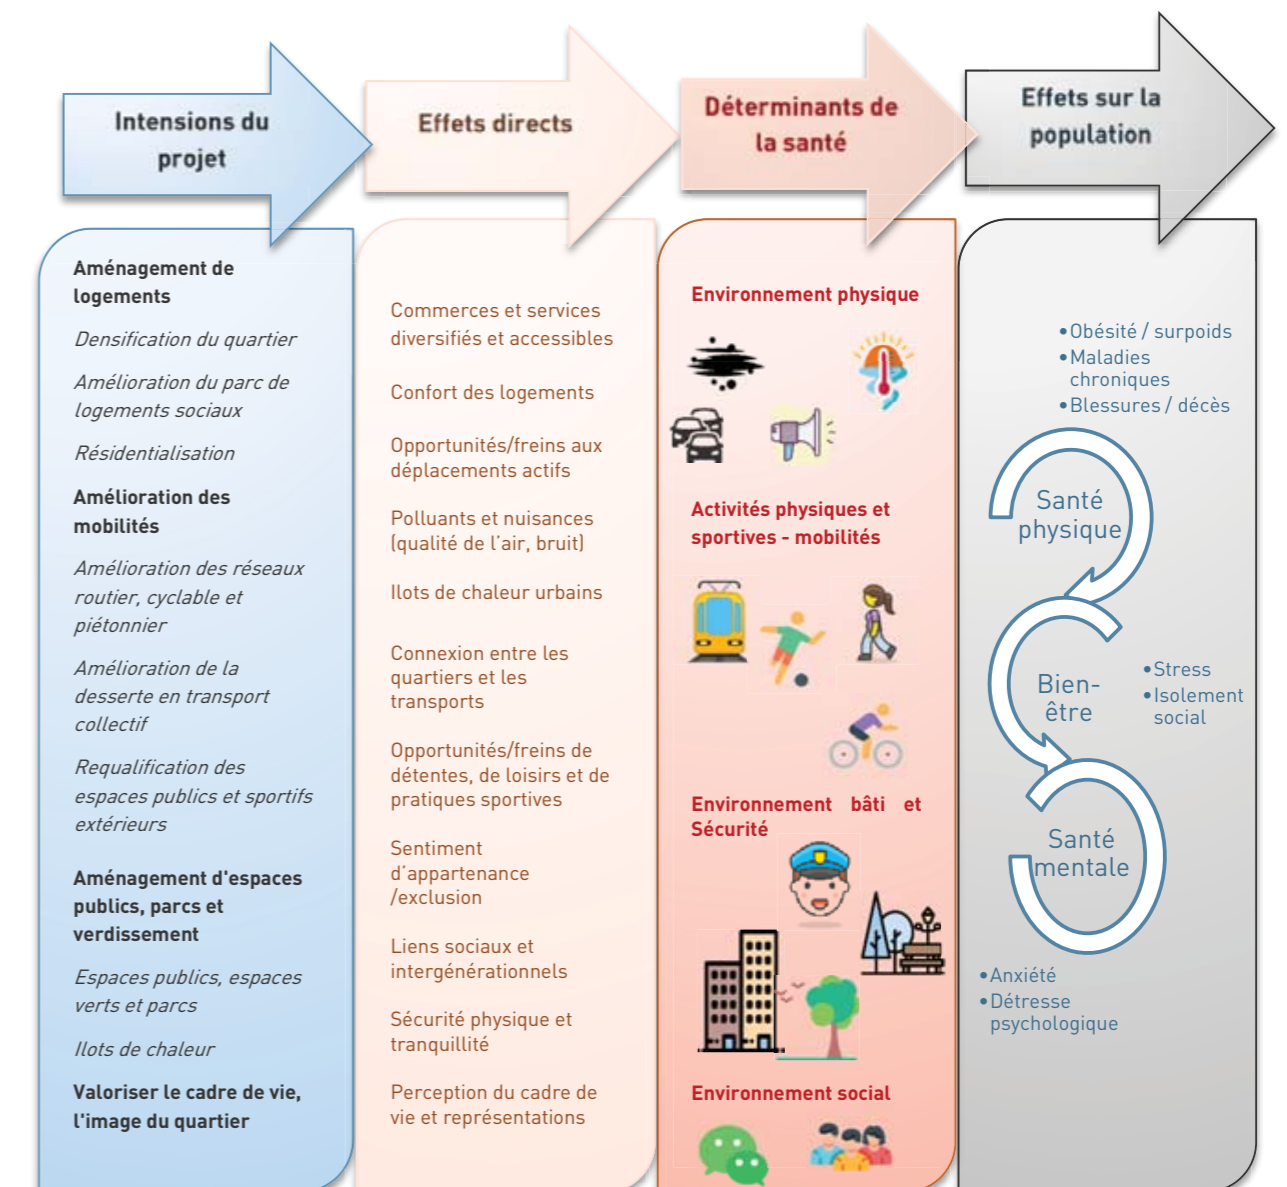 Intensions du
projet
Effets directs
Déterminants de
la santé
Effets sur la
population
Aménagement de
logements
Densification du quartier
Amélioration du parc de
logements sociaux
Résidentialisation
Amélioration des
mobilités
Amélioration des réseaux
routier, cyclable et
piétonnier
Amélioration de la
desserte en transport
collectif
Requalification des
espaces publics et sportifs
extérieurs
Aménagement d'espaces
publics, parcs et
verdissement
Espaces publics, espaces
verts et parcs
Ilots de chaleur
Valoriser le cadre de vie,
l'image du quartier
Commerces et services
diversifiés et accessibles
Confort des logements
Opportunités/freins aux
déplacements actifs
Polluants et nuisances
(qualité de l'air, bruit)
Ilots de chaleur urbains
Connexion entre les
quartiers et les
transports
Opportunités/freins de
détentes, de loisirs et de
pratiques sportives
Sentiment
d'appartenance
/exclusion
Liens sociaux et
intergénérationnels
Sécurité physique et
tranquillité
Perception du cadre de
vie et représentations
Environnement physique
Activités physiques et
sportives - mobilités
Environnement bâti et
Sécurité
Environnement social
•Obésité / surpoids
•Maladies
chroniques
•Blessures / décès
Santé
physique
Bien-
être
•Stress
•Isolement
social
Santé
mentale
•Anxiété
•Détresse
psychologique